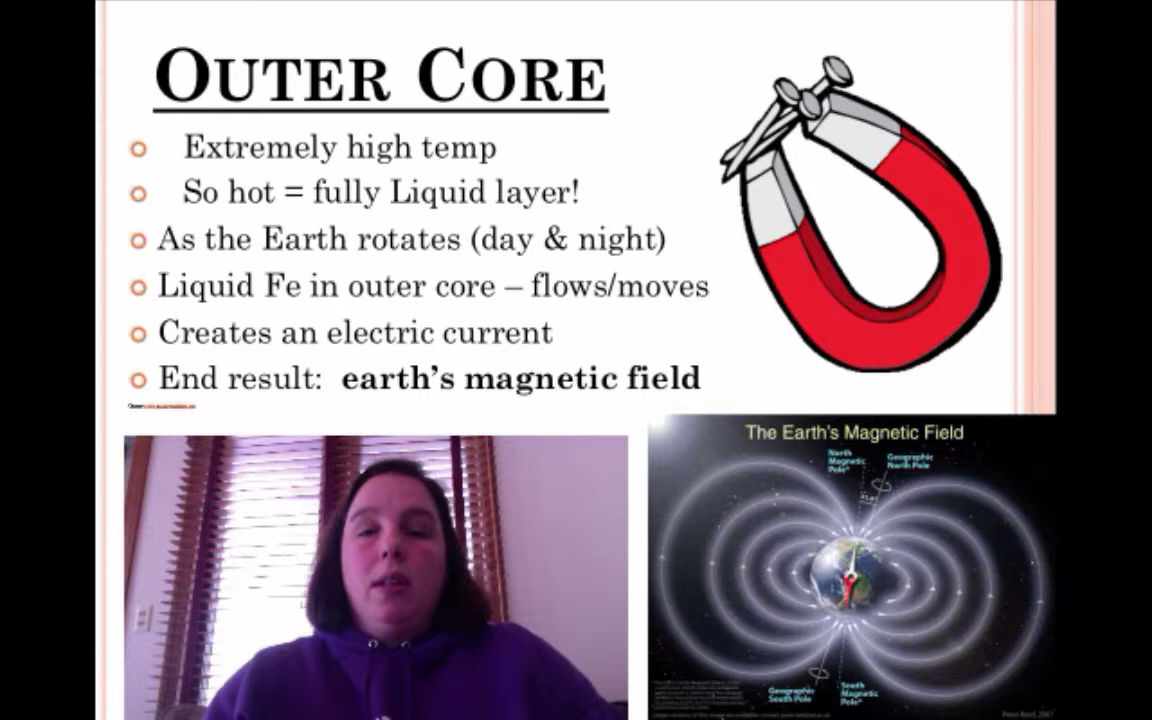 OUTER CORE
Extremely high temp
So hot = fully Liquid layer!
As the Earth rotates (day & night)
Liquid Fe in outer core – flows/moves
Creates an electric current
End result: earth's magnetic field
The Earth's Magnetic Field
North
Magnetic
Pole*
Geographic
North Pole
Geographic
South Pole
South
Magnetic
Pole*